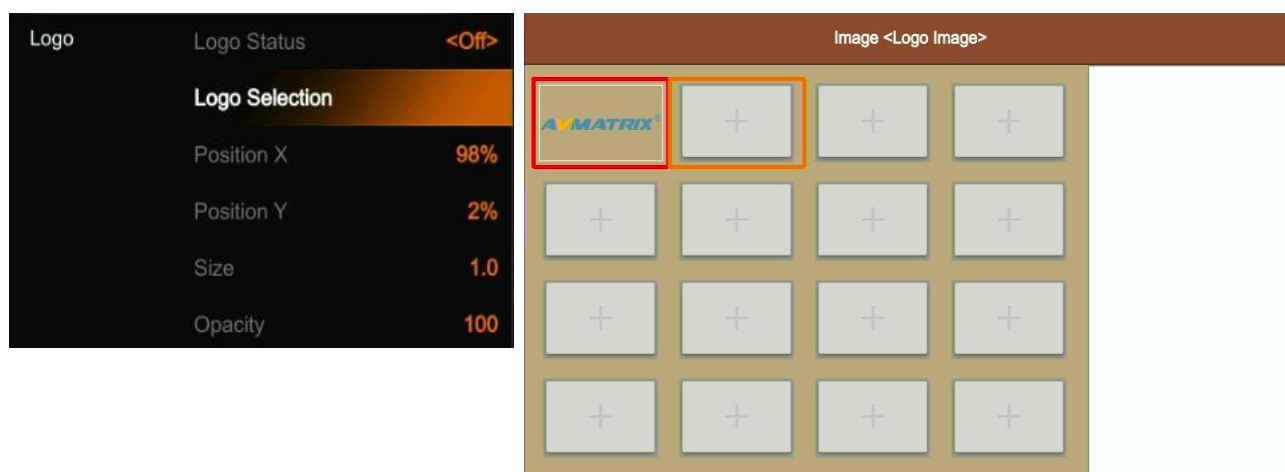 Logo
Logo Status <Off>
Logo Selection
Position X 98%
Position Y 2%
Size 1.0
Opacity 100
Image <Logo Image>
AVMATRIX®